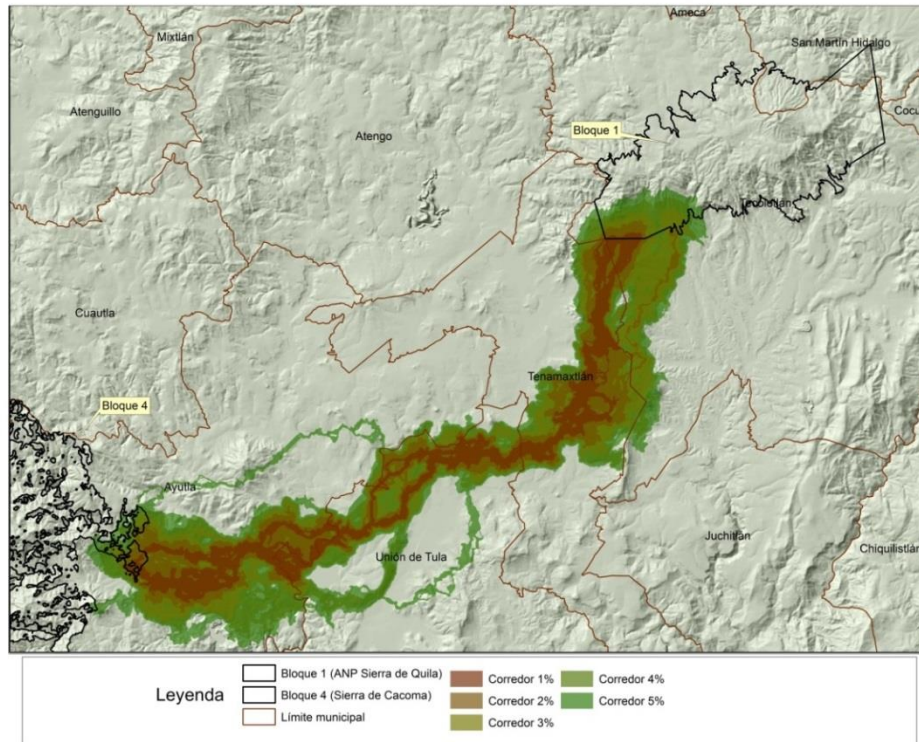 Mixtlán
Ameca
San Martín Hidalgo
Atenguillo
Atengo
Bloque 1
Cocu
Tecolotlán
Cuautla
Tenamaxtlán
Bloque 4
Ayutla
Unión de Tula
Juchitlán
Chiquilistlán
Leyenda
Bloque 1 (ANP Sierra de Quila)
Bloque 4 (Sierra de Cacoma)
Límite municipal
Corredor 1%
Corredor 2%
Corredor 3%
Corredor 4%
Corredor 5%